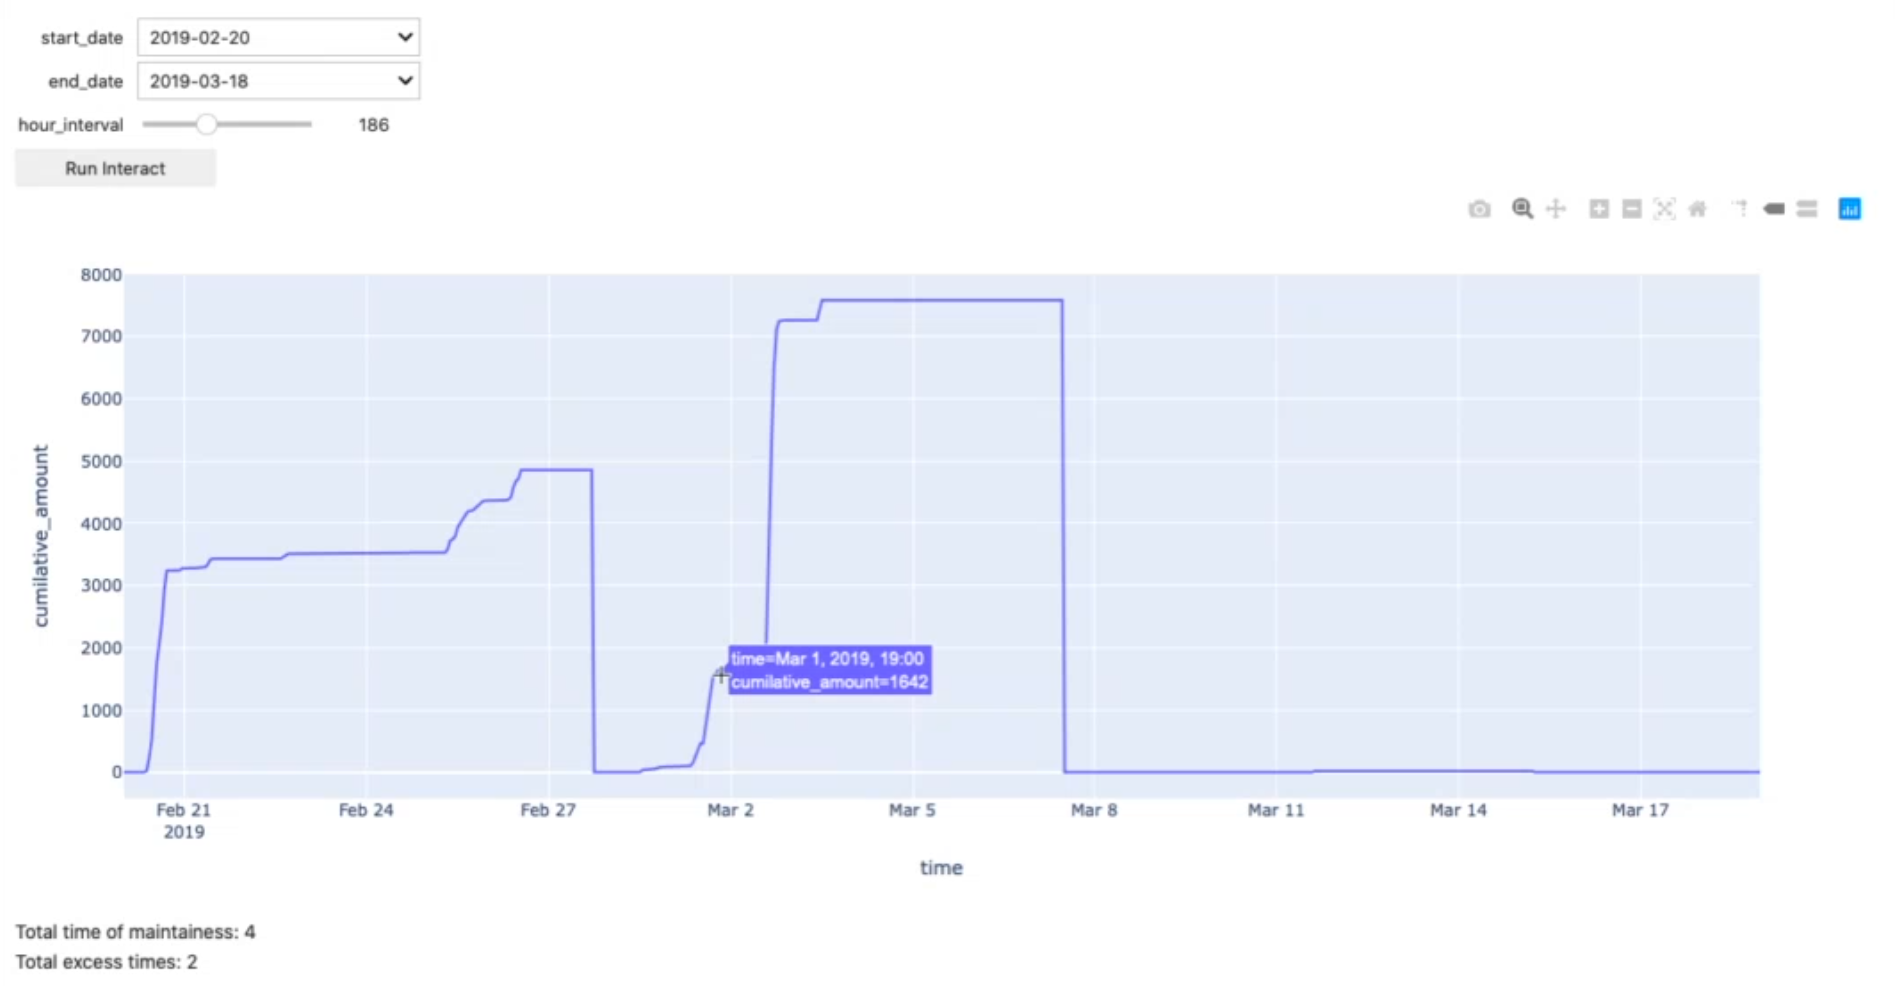 start_date 2019-02-20
end_date 2019-03-18
hour_interval 186
Run Interact
8000
7000
6000
5000
4000
3000
2000
1000
0
cumilative_amount
time=Mar 1, 2019, 19:00
cumilative_amount=1642
Feb 21 Feb 24 Feb 27 Mar 2 Mar 5 Mar 8 Mar 11 Mar 14 Mar 17
2019
time
Total time of maintainess: 4
Total excess times: 2